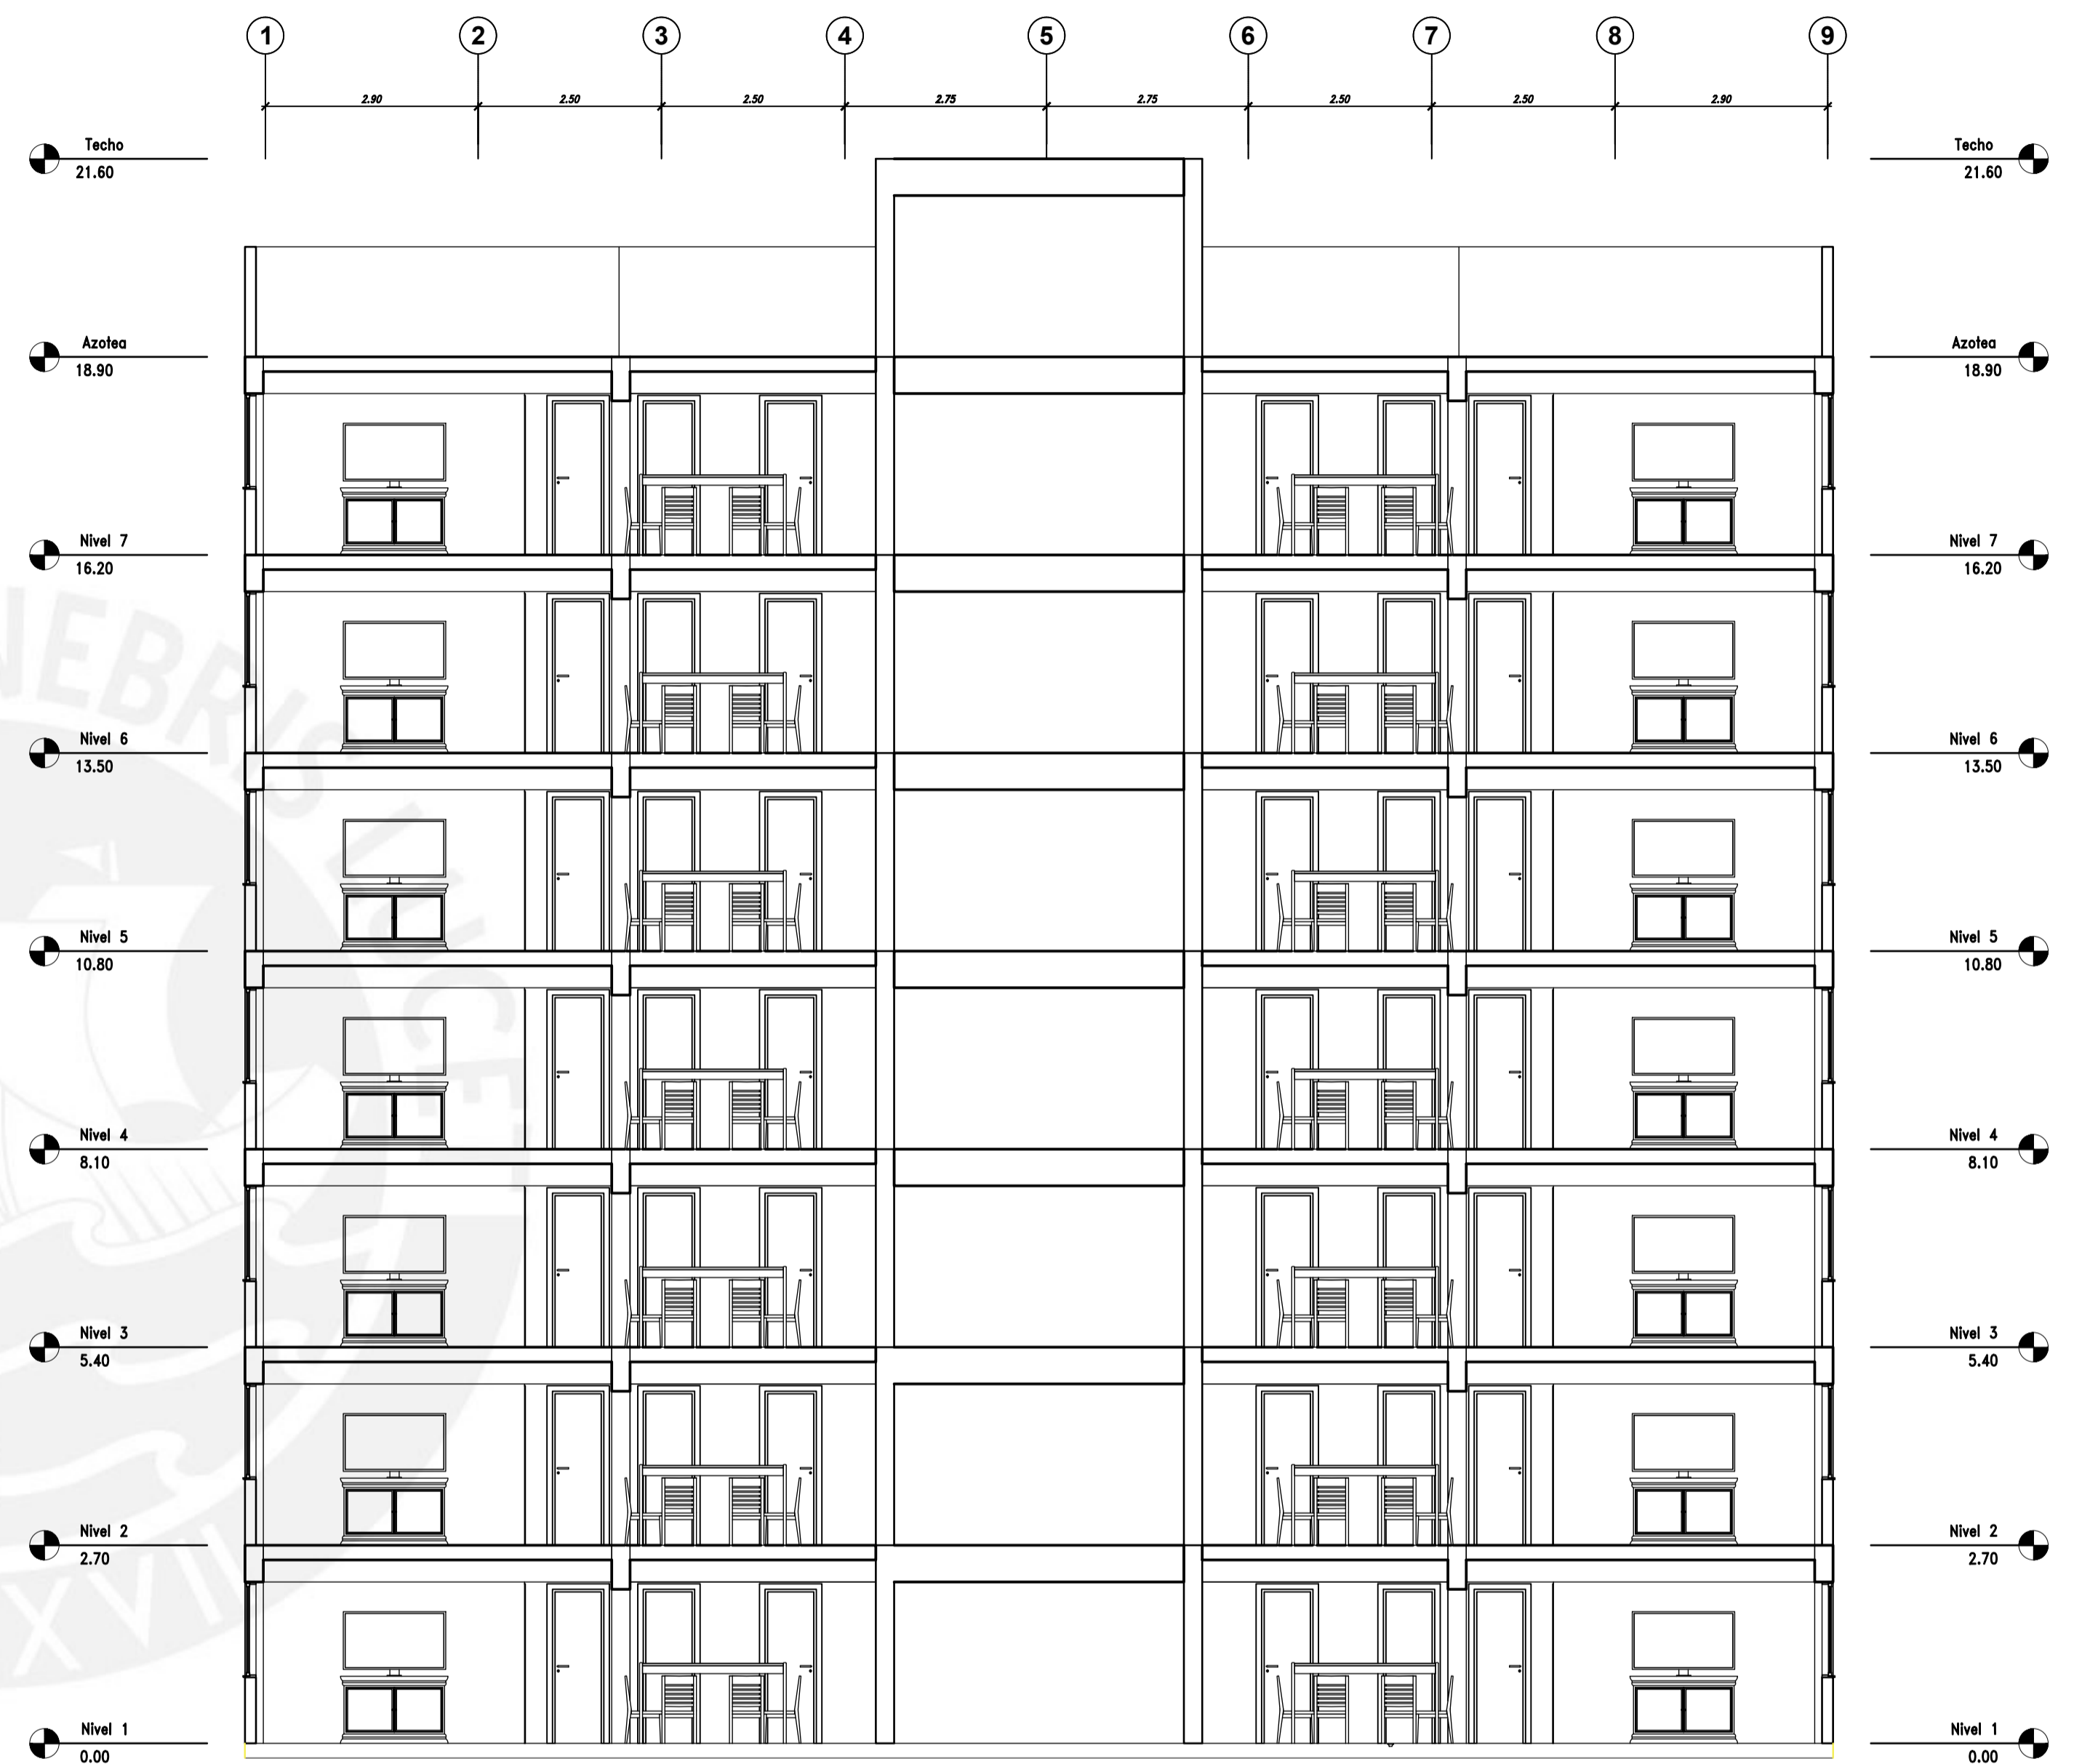 1 2 3 4 5 6 7 8 9
2.90 2.50 2.50 2.75 2.75 2.50 2.50 2.90
Techo Techo
21.60 21.60
Azotea Azotea
18.90 18.90
Nivel 7 Nivel 7
16.20 16.20
Nivel 6 Nivel 6
13.50 13.50
Nivel 5 Nivel 5
10.80 10.80
Nivel 4 Nivel 4
8.10 8.10
Nivel 3 Nivel 3
5.40 5.40
Nivel 2 Nivel 2
2.70 2.70
Nivel 1 Nivel 1
0.00 0.00
NEBRIS LUCET
XVII